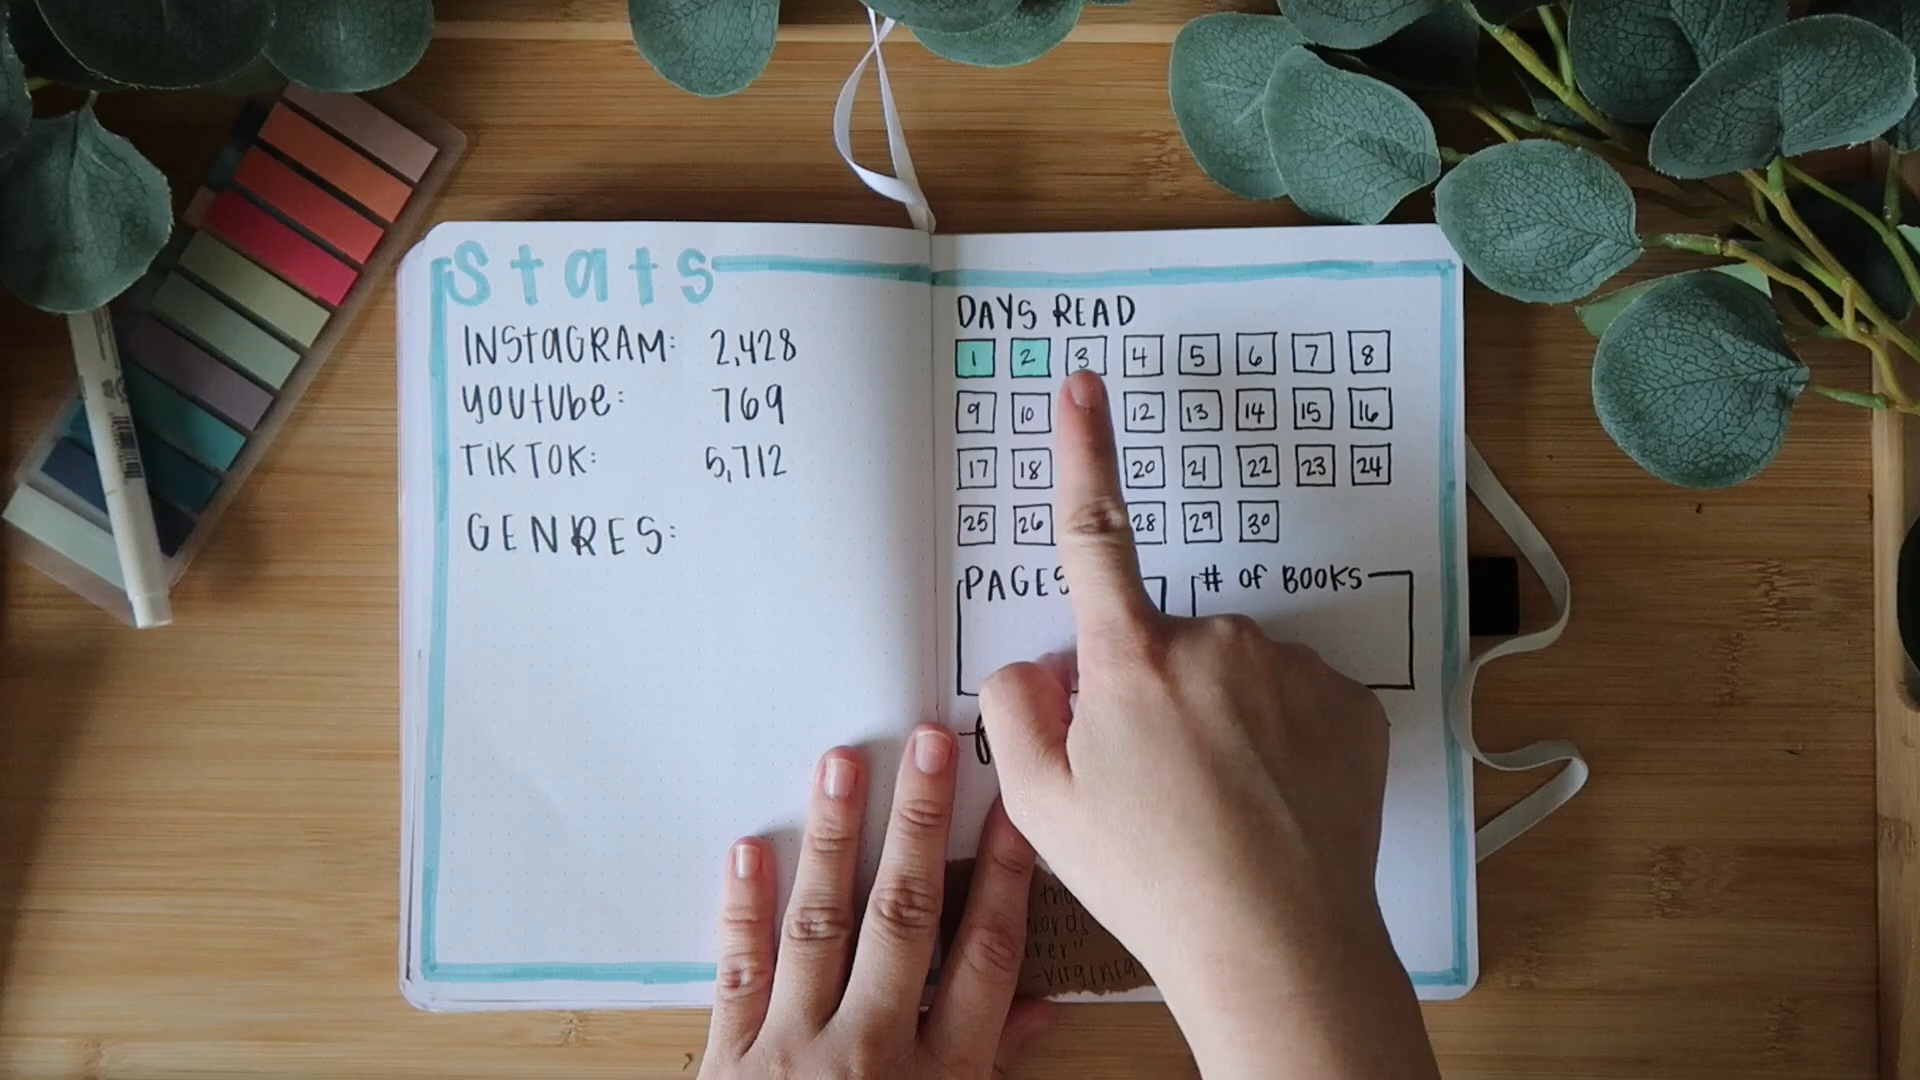 Stats
INSTAGRAM: 2,428
YOUTUBE: 769
TIKTOK: 5,712
GENRES:
DAYS READ
1 2 3 4 5 6 7 8
9 10 12 13 14 15 16
17 18 20 21 22 23 24
25 26 28 29 30
PAGES # OF BOOKS
words
-Virginia